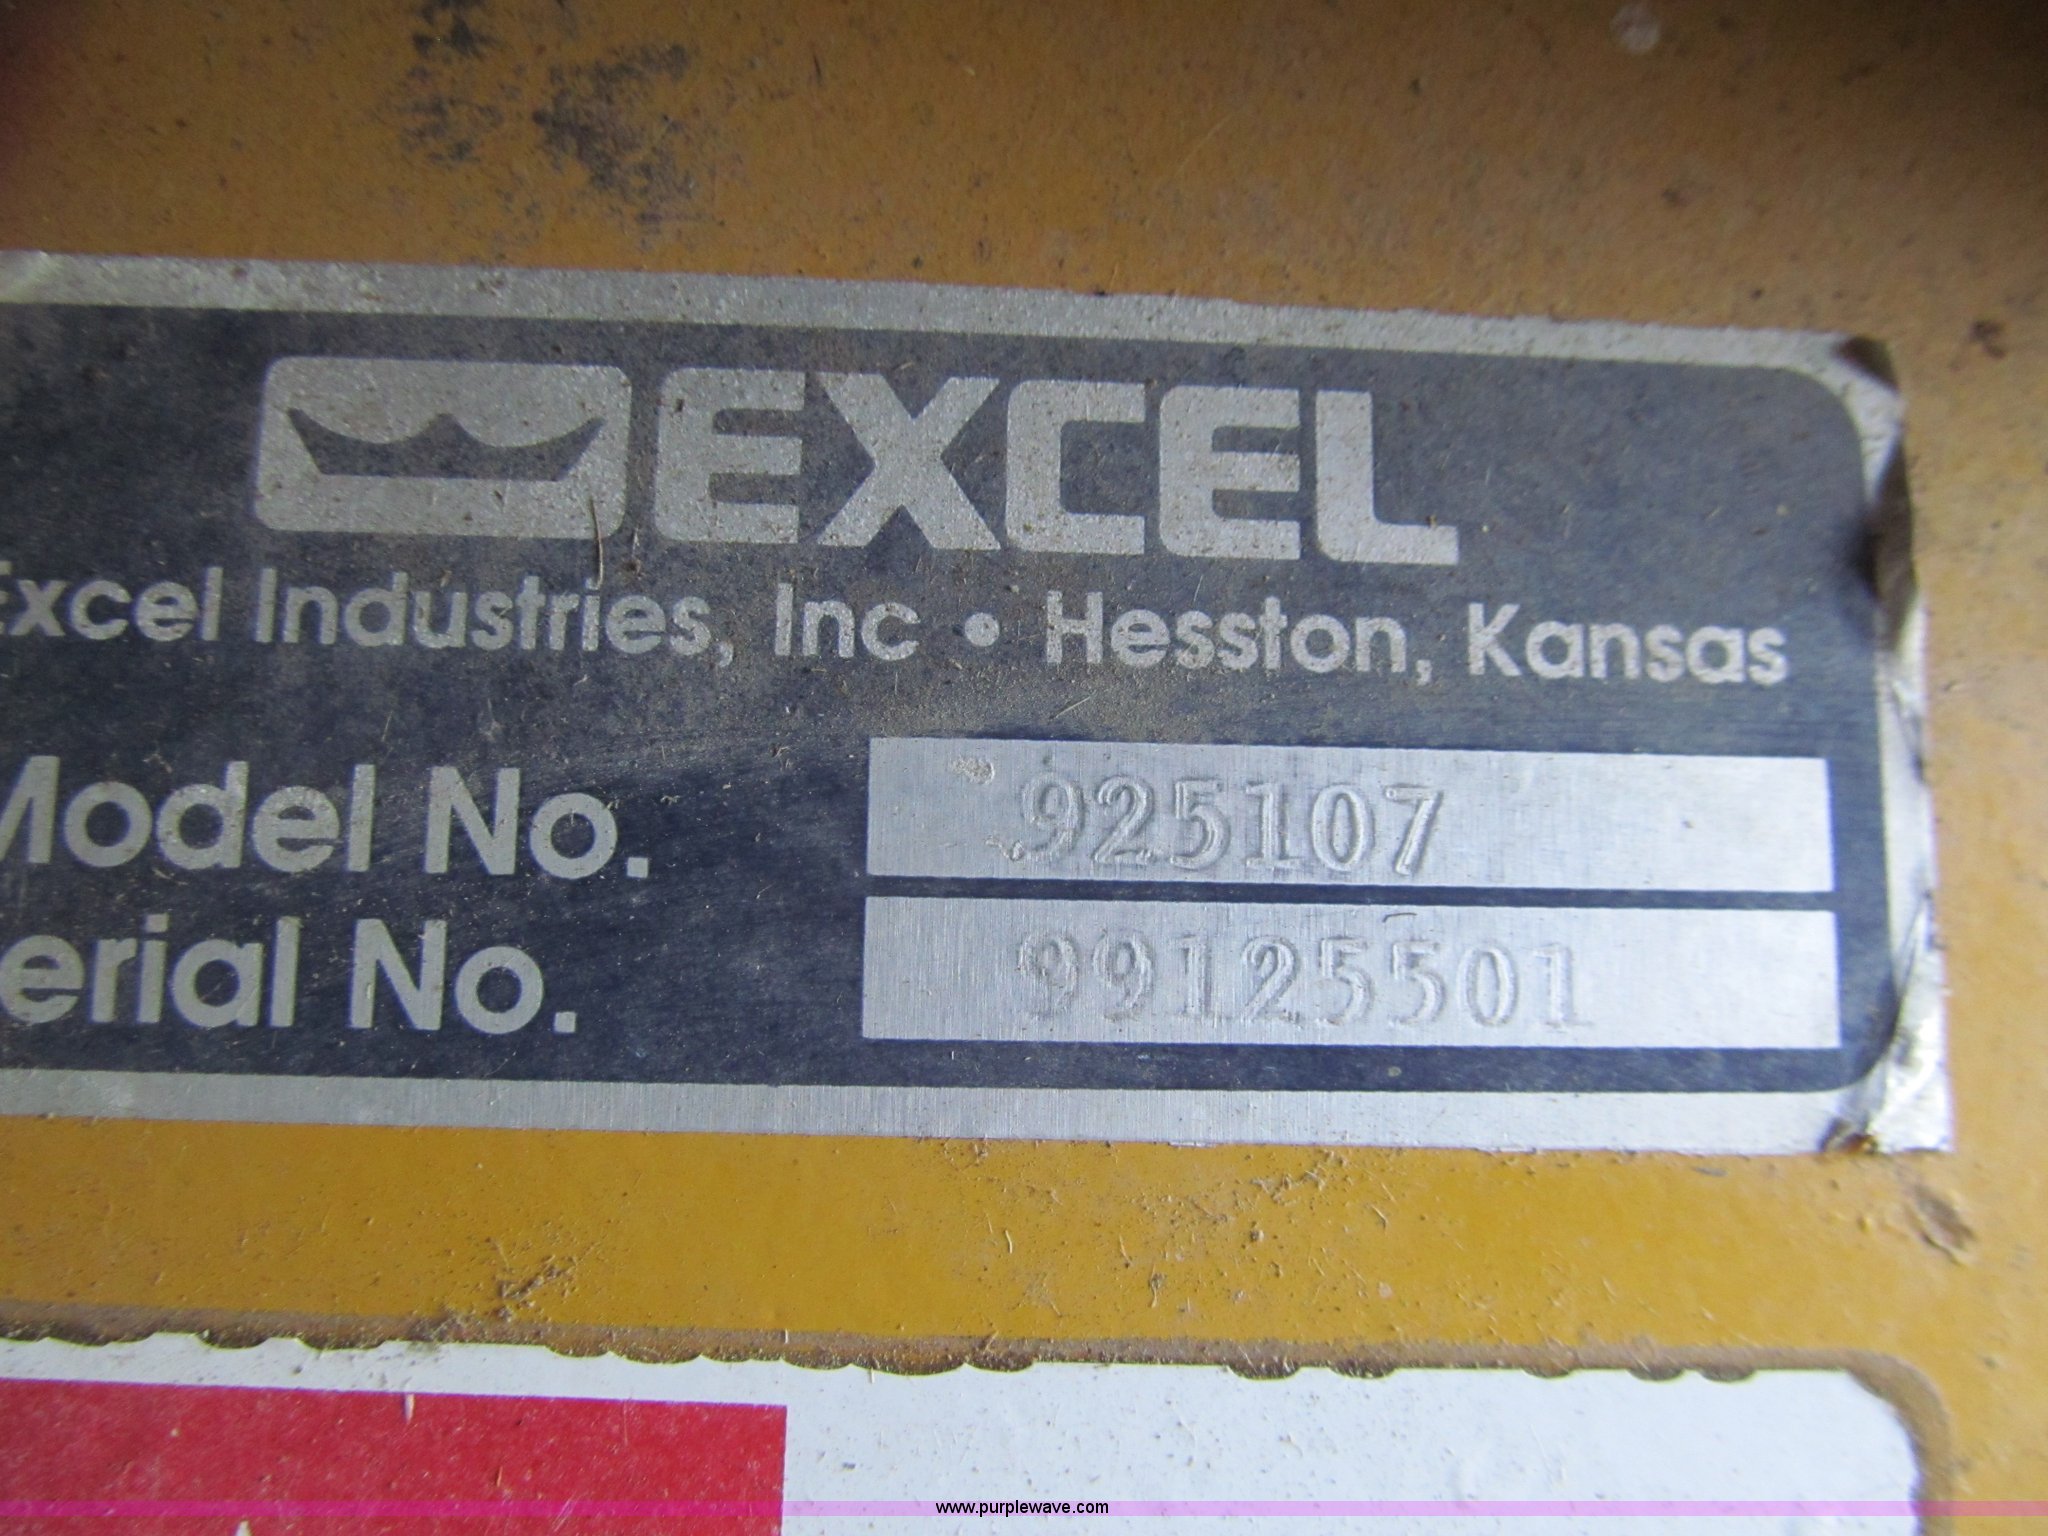 EXCEL
Excel Industries, Inc • Hesston, Kansas
Model No. 925107
erial No. 99125501
www.purplewave.com